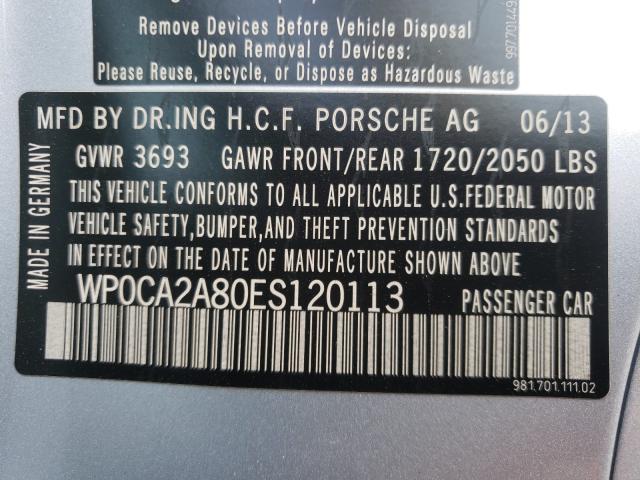 Remove Devices Before Vehicle Disposal
Upon Removal of Devices:
Please Reuse, Recycle, or Dispose as Hazardous Waste
997.701.449
MFD BY DR.ING H.C.F. PORSCHE AG 06/13
GVWR 3693 GAWR FRONT/REAR 1720/2050 LBS
THIS VEHICLE CONFORMS TO ALL APPLICABLE U.S.FEDERAL MOTOR
VEHICLE SAFETY,BUMPER,AND THEFT PREVENTION STANDARDS
IN EFFECT ON THE DATE OF MANUFACTURE SHOWN ABOVE
WP0CA2A80ES120113 PASSENGER CAR
MADE IN GERMANY
981.701.111.02